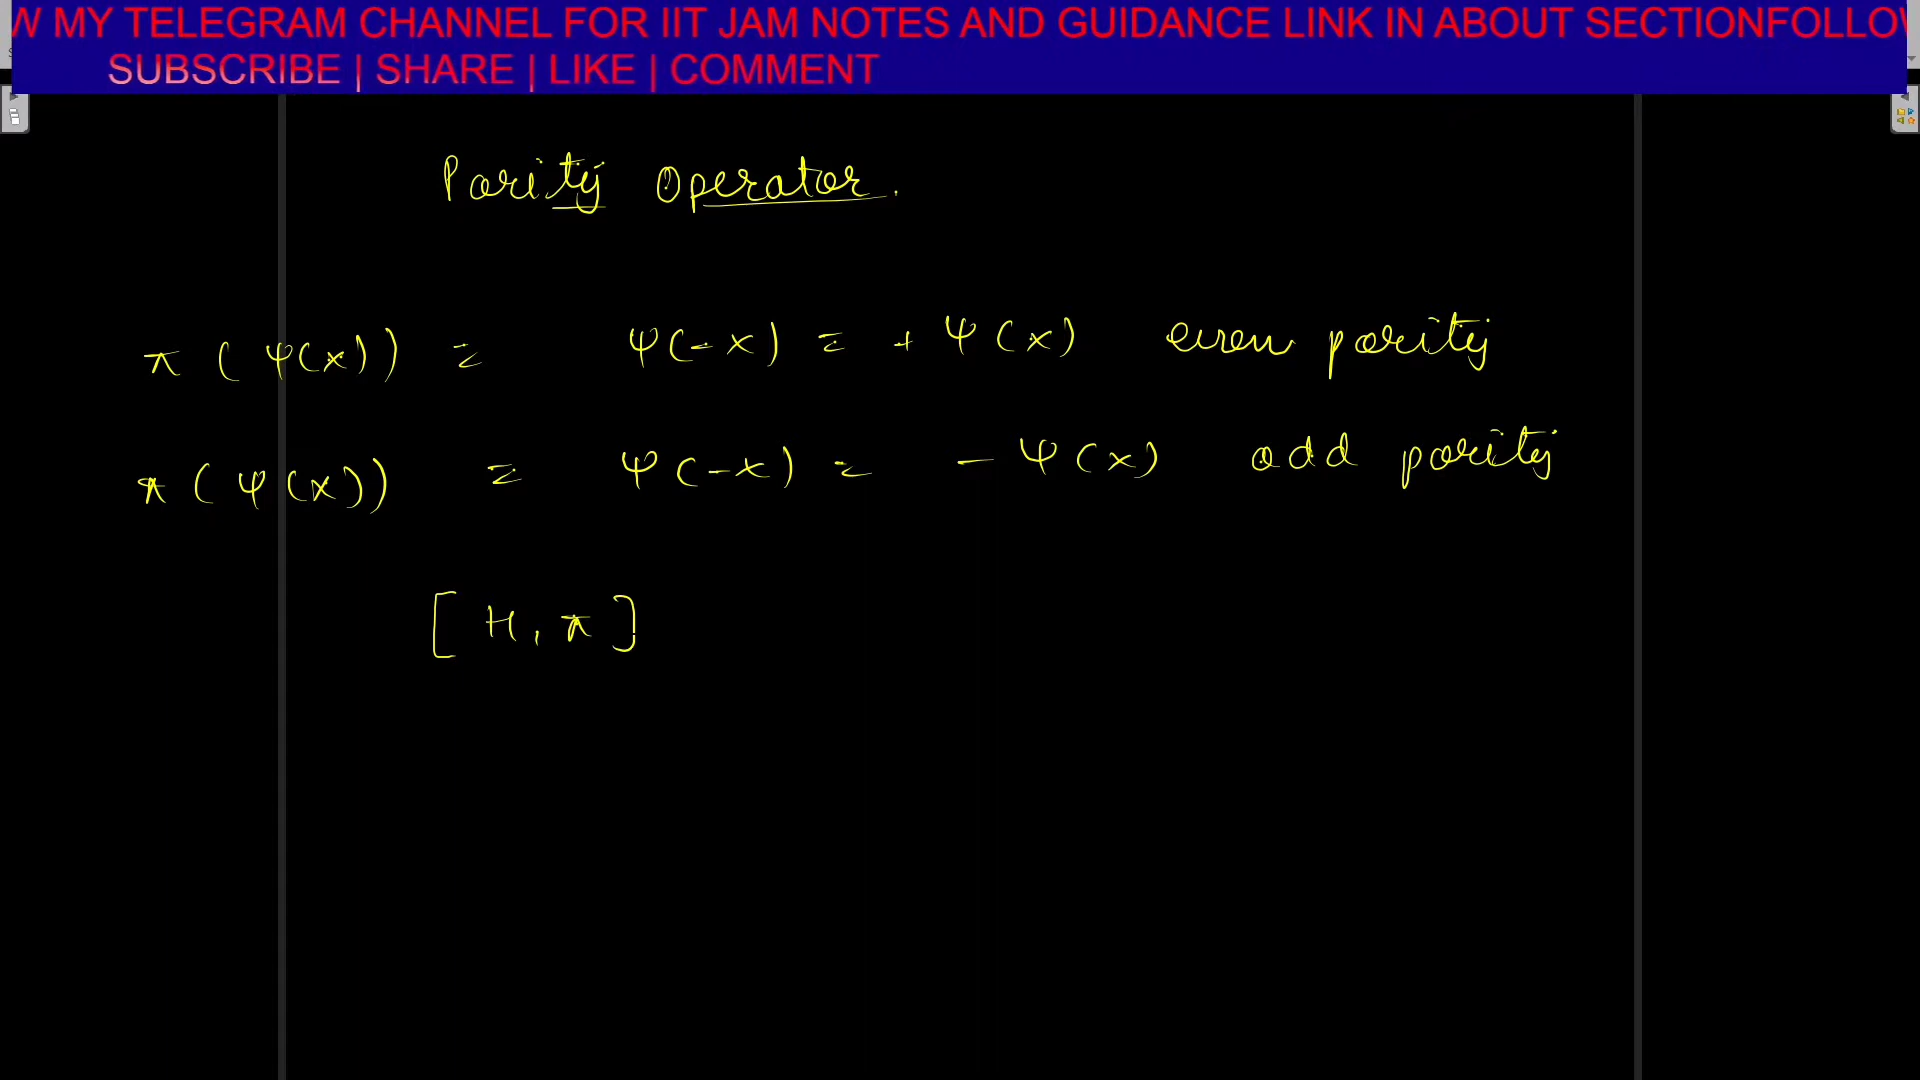 W MY TELEGRAM CHANNEL FOR IIT JAM NOTES AND GUIDANCE LINK IN ABOUT SECTIONFOLLOW
SUBSCRIBE | SHARE | LIKE | COMMENT
Parity Operator.
π ( ψ(x)) = ψ(-x) = + ψ(x) even parity
π ( ψ(x)) = ψ(-x) = - ψ(x) odd parity
[ H, π ]